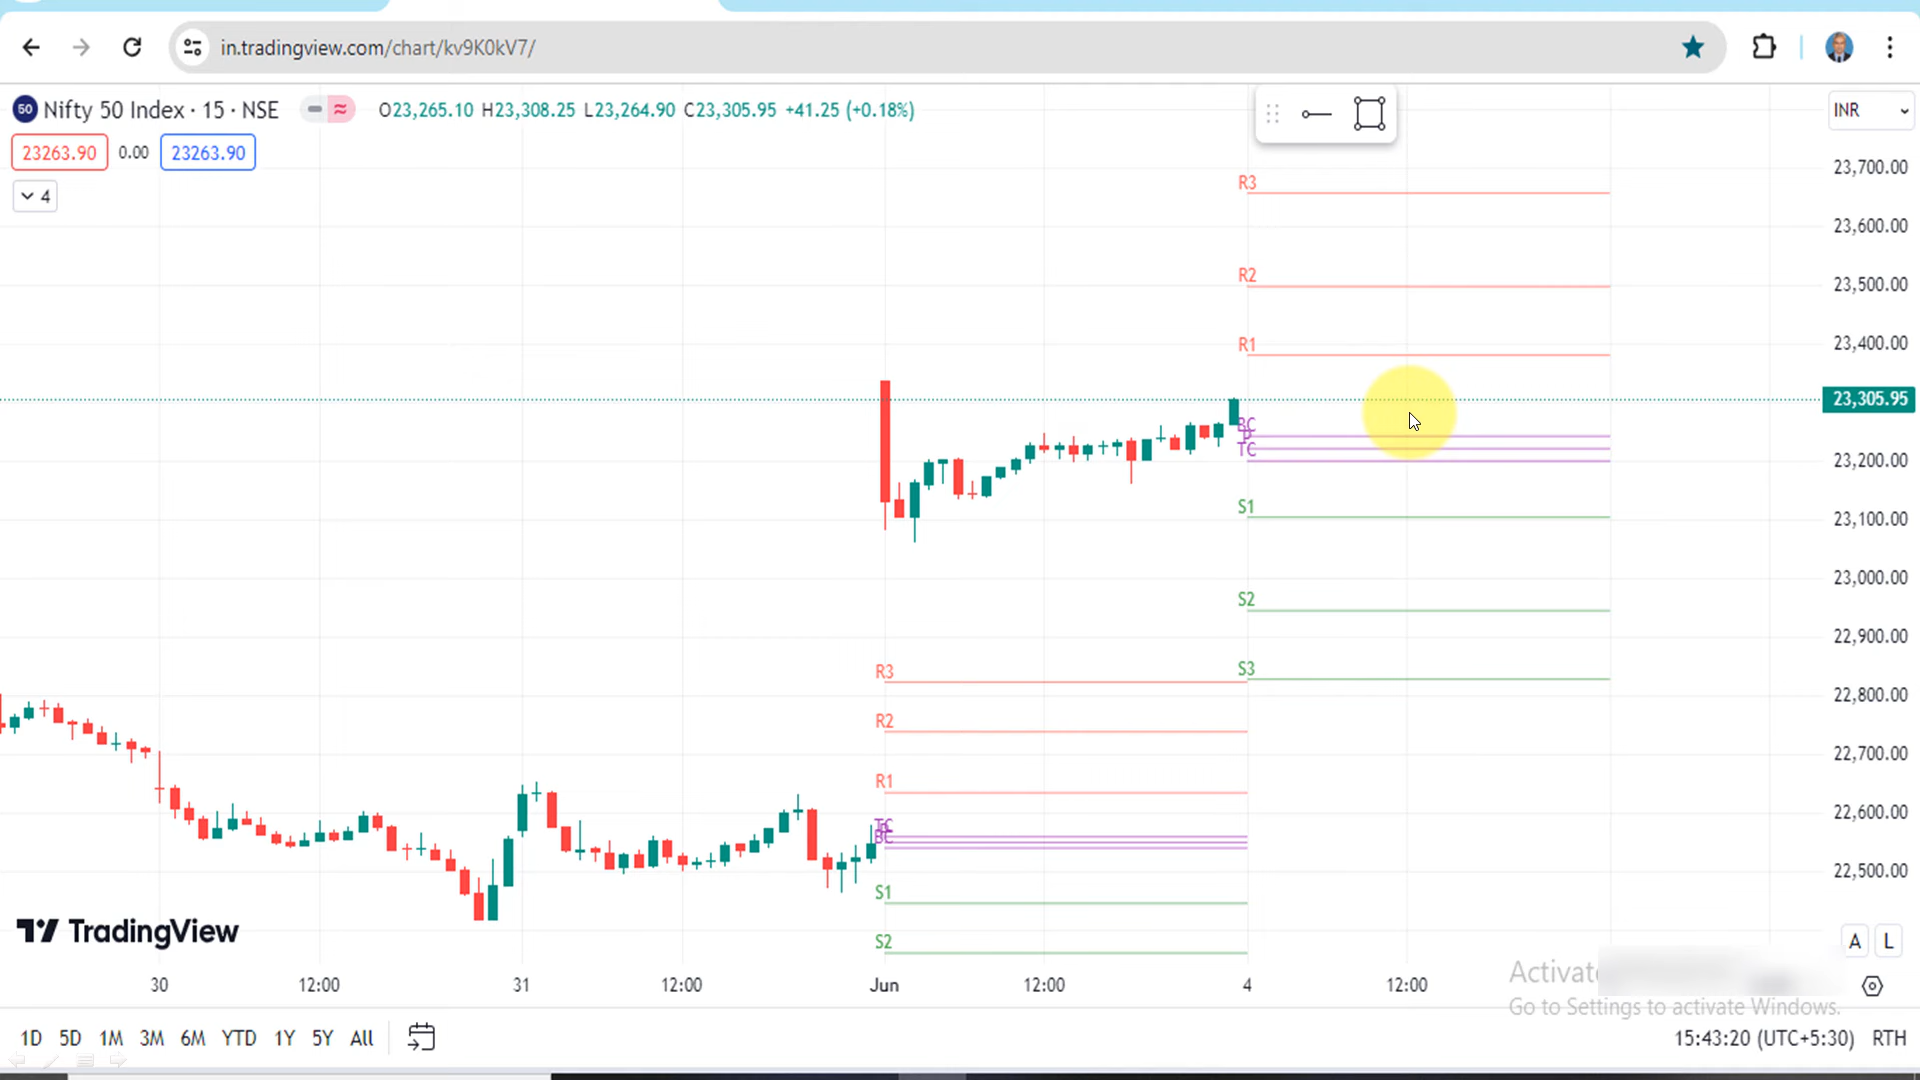 in.tradingview.com/chart/kv9K0kV7/
50 Nifty 50 Index · 15 · NSE O23,265.10 H23,308.25 L23,264.90 C23,305.95 +41.25 (+0.18%)
INR
23263.90 0.00 23263.90
4
23,700.00
R3
23,600.00
R2
23,500.00
R1
23,400.00
23,305.95
BC
P
TC
23,200.00
S1
23,100.00
23,000.00
S2
22,900.00
S3
R3
22,800.00
R2
22,700.00
R1
22,600.00
TC
P
BC
22,500.00
S1
TradingView
S2
A L
30 12:00 31 12:00 Jun 12:00 4 12:00
Activat
Go to Settings to activate Windows.
1D 5D 1M 3M 6M YTD 1Y 5Y All
15:43:20 (UTC+5:30) RTH